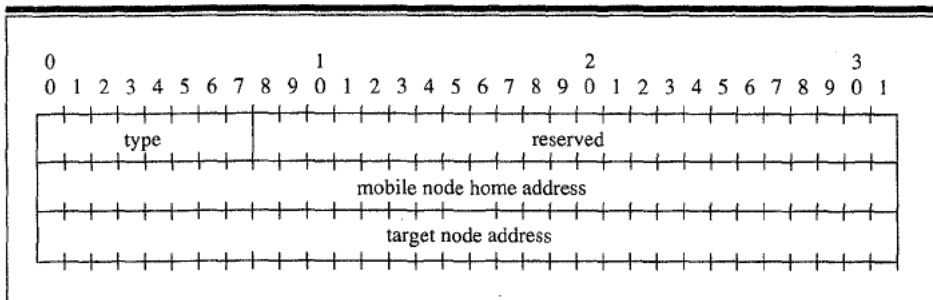 0 1 2 3
0 1 2 3 4 5 6 7 8 9 0 1 2 3 4 5 6 7 8 9 0 1 2 3 4 5 6 7 8 9 0 1
type reserved
mobile node home address
target node address